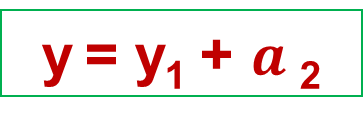 y = y₁ + a ₂